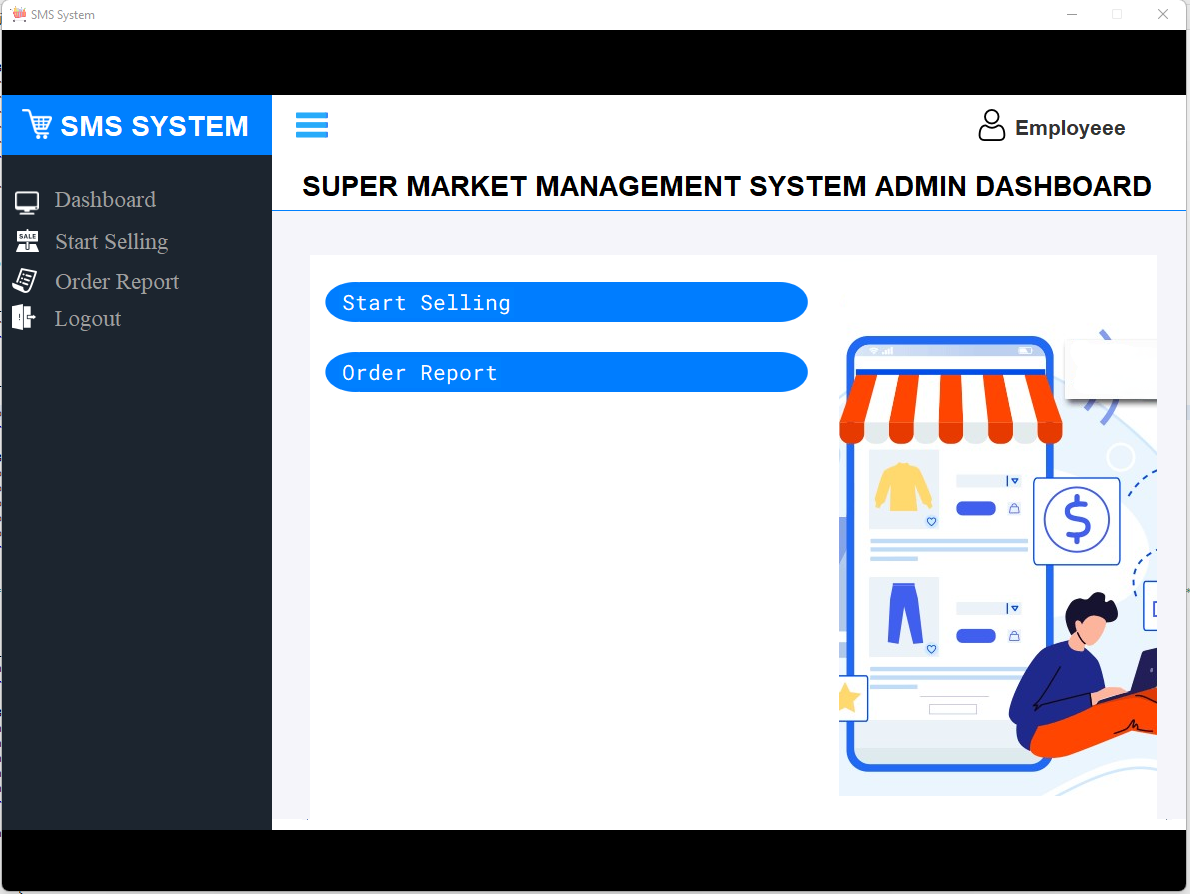 SMS System
SMS SYSTEM
Employeee
SUPER MARKET MANAGEMENT SYSTEM ADMIN DASHBOARD
Dashboard
SALE
Start Selling
Order Report
Logout
Start Selling
Order Report
$